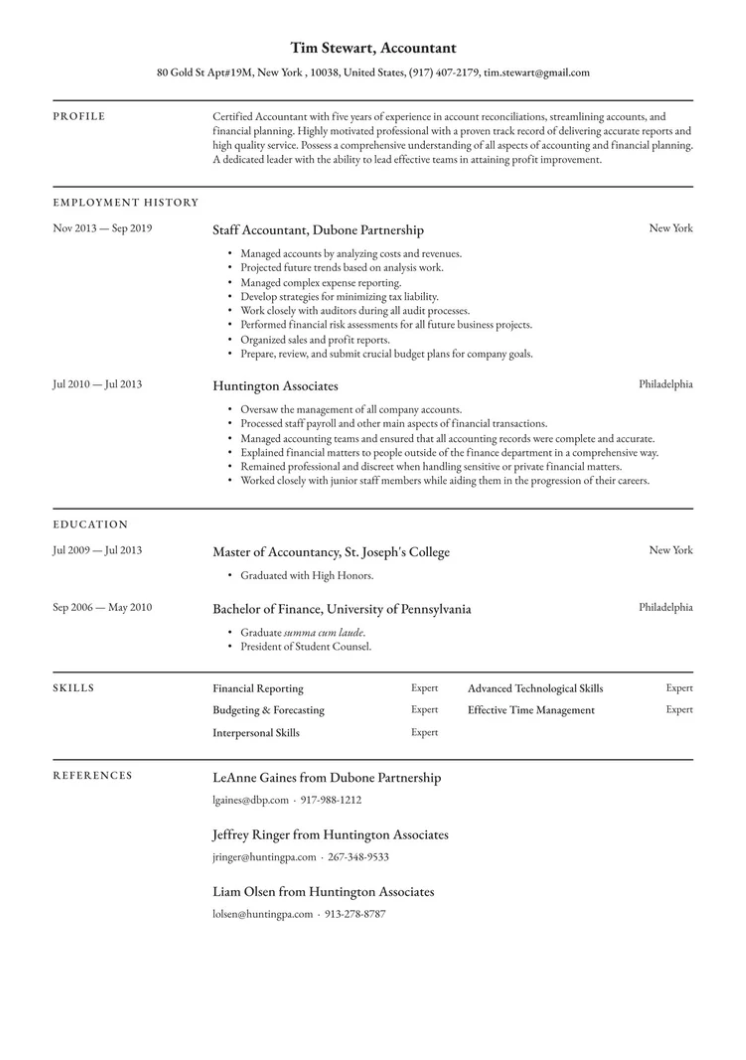 Tim Stewart, Accountant
80 Gold St Apt#19M, New York , 10038, United States, (917) 407-2179, tim.stewart@gmail.com
PROFILE
Certified Accountant with five years of experience in account reconciliations, streamlining accounts, and
financial planning. Highly motivated professional with a proven track record of delivering accurate reports and
high quality service. Possess a comprehensive understanding of all aspects of accounting and financial planning.
A dedicated leader with the ability to lead effective teams in attaining profit improvement.
EMPLOYMENT HISTORY
Nov 2013 — Sep 2019 Staff Accountant, Dubone Partnership New York
• Managed accounts by analyzing costs and revenues.
• Projected future trends based on analysis work.
• Managed complex expense reporting.
• Develop strategies for minimizing tax liability.
• Work closely with auditors during all audit processes.
• Performed financial risk assessments for all future business projects.
• Organized sales and profit reports.
• Prepare, review, and submit crucial budget plans for company goals.
Jul 2010 — Jul 2013 Huntington Associates Philadelphia
• Oversaw the management of all company accounts.
• Processed staff payroll and other main aspects of financial transactions.
• Managed accounting teams and ensured that all accounting records were complete and accurate.
• Explained financial matters to people outside of the finance department in a comprehensive way.
• Remained professional and discreet when handling sensitive or private financial matters.
• Worked closely with junior staff members while aiding them in the progression of their careers.
EDUCATION
Jul 2009 — Jul 2013 Master of Accountancy, St. Joseph's College New York
• Graduated with High Honors.
Sep 2006 — May 2010 Bachelor of Finance, University of Pennsylvania Philadelphia
• Graduate summa cum laude.
• President of Student Counsel.
SKILLS
Financial Reporting Expert Advanced Technological Skills Expert
Budgeting & Forecasting Expert Effective Time Management Expert
Interpersonal Skills Expert
REFERENCES
LeAnne Gaines from Dubone Partnership
lgaines@dbp.com · 917-988-1212
Jeffrey Ringer from Huntington Associates
jringer@huntingpa.com · 267-348-9533
Liam Olsen from Huntington Associates
lolsen@huntingpa.com · 913-278-8787